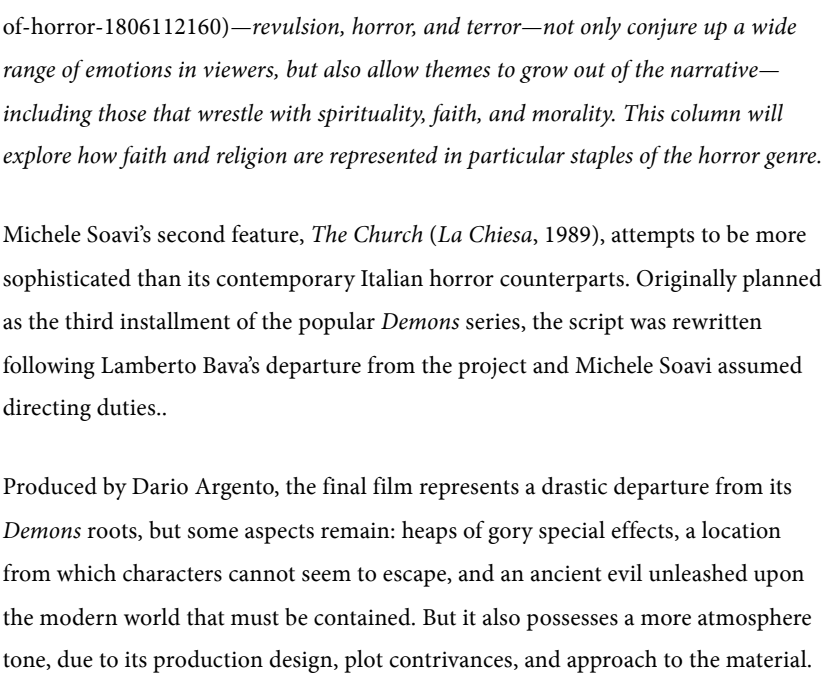 of-horror-1806112160)—revulsion, horror, and terror—not only conjure up a wide
range of emotions in viewers, but also allow themes to grow out of the narrative—
including those that wrestle with spirituality, faith, and morality. This column will
explore how faith and religion are represented in particular staples of the horror genre.
Michele Soavi’s second feature, The Church (La Chiesa, 1989), attempts to be more
sophisticated than its contemporary Italian horror counterparts. Originally planned
as the third installment of the popular Demons series, the script was rewritten
following Lamberto Bava’s departure from the project and Michele Soavi assumed
directing duties..
Produced by Dario Argento, the final film represents a drastic departure from its
Demons roots, but some aspects remain: heaps of gory special effects, a location
from which characters cannot seem to escape, and an ancient evil unleashed upon
the modern world that must be contained. But it also possesses a more atmosphere
tone, due to its production design, plot contrivances, and approach to the material.